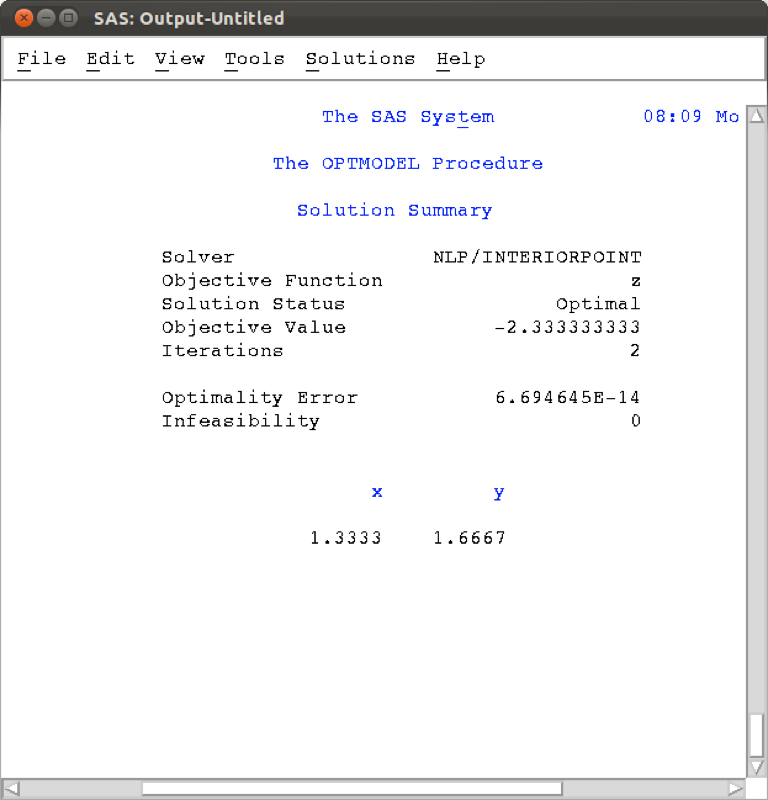 SAS: Output-Untitled
File Edit View Tools Solutions Help
The SAS System 08:09 Mo
The OPTMODEL Procedure
Solution Summary
Solver NLP/INTERIORPOINT
Objective Function z
Solution Status Optimal
Objective Value -2.333333333
Iterations 2
Optimality Error 6.694645E-14
Infeasibility 0
x y
1.3333 1.6667